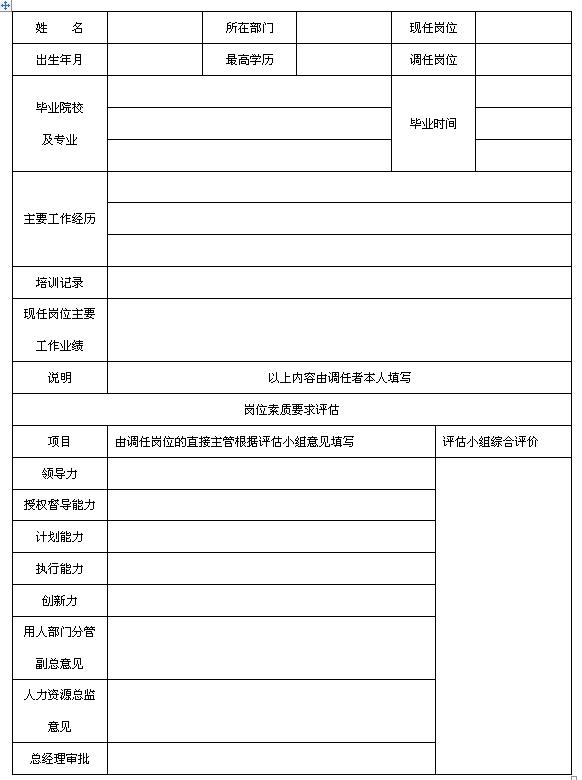 姓 名 所在部门 现任岗位
出生年月 最高学历 调任岗位
毕业院校
及专业
毕业时间
主要工作经历
培训记录
现任岗位主要
工作业绩
说明 以上内容由调任者本人填写
岗位素质要求评估
项目 由调任岗位的直接主管根据评估小组意见填写 评估小组综合评价
领导力
授权督导能力
计划能力
执行能力
创新力
用人部门分管
副总意见
人力资源总监
意见
总经理审批